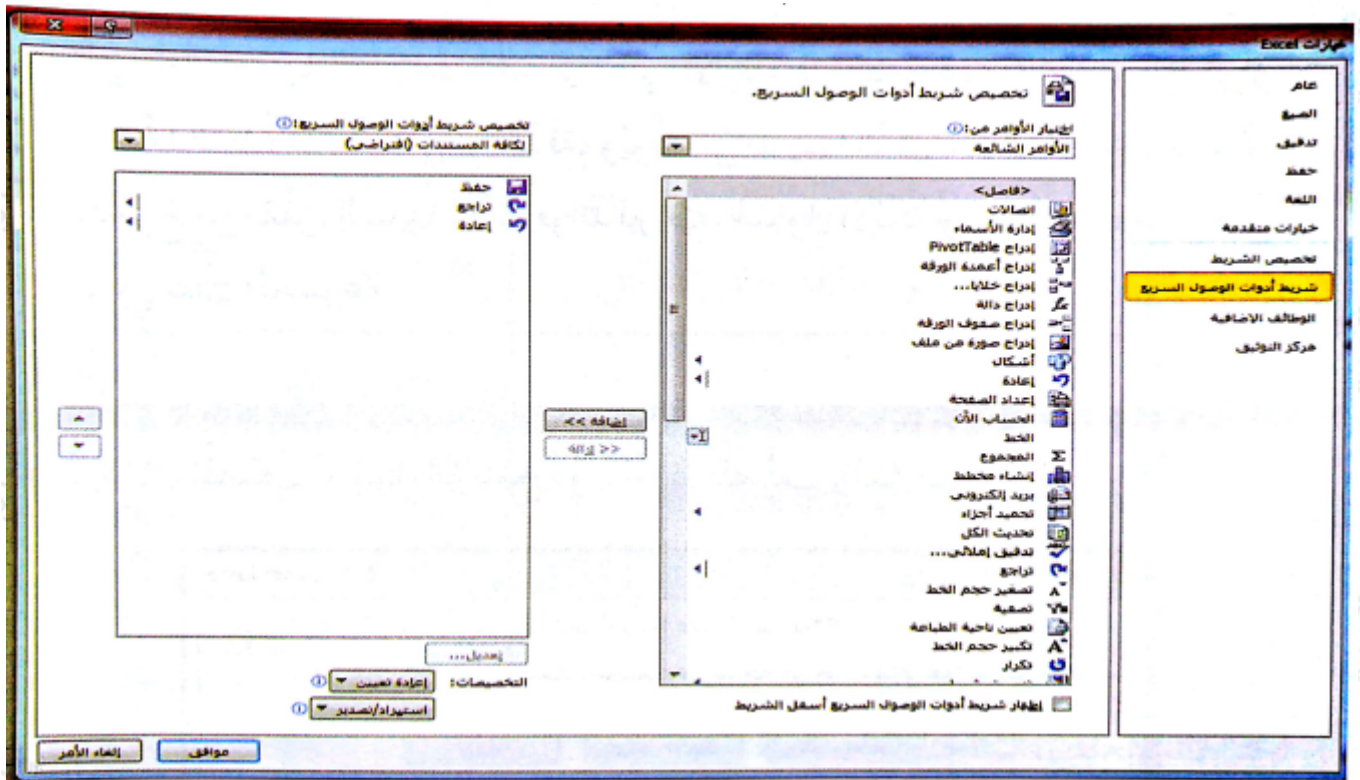 خيارات Excel
عام
الصيغ
تدقيق
حفظ
اللغة
خيارات متقدمة
تخصيص الشريط
شريط أدوات الوصول السريع
الوظائف الاضافية
مركز التوثيق
تخصيص شريط أدوات الوصول السريع.
اختيار الأوامر من:
الأوامر الشائعة
<فاصل>
اتصالات
إدارة الأسماء
إدراج PivotTable
إدراج أعمدة الورقة
إدراج خلايا...
إدراج دالة
إدراج صفوف الورقة
إدراج صورة من ملف
أشكال
إعادة
إعداد الصفحة
الحساب الآن
الخط
المجموع
إنشاء مخطط
بريد إلكتروني
تجميد أجزاء
تحديث الكل
تدقيق إملائي...
تراجع
تصغير حجم الخط
تصفية
تعيين ناحية الطباعة
تكبير حجم الخط
تكرار
إظهار شريط أدوات الوصول السريع أسفل الشريط
إضافة >>
<< إزالة
تخصيص شريط أدوات الوصول السريع:
لكافة المستندات (افتراضي)
حفظ
تراجع
إعادة
تعديل...
التخصيصات:
إعادة تعيين
استيراد/تصدير
موافق
إلغاء الأمر